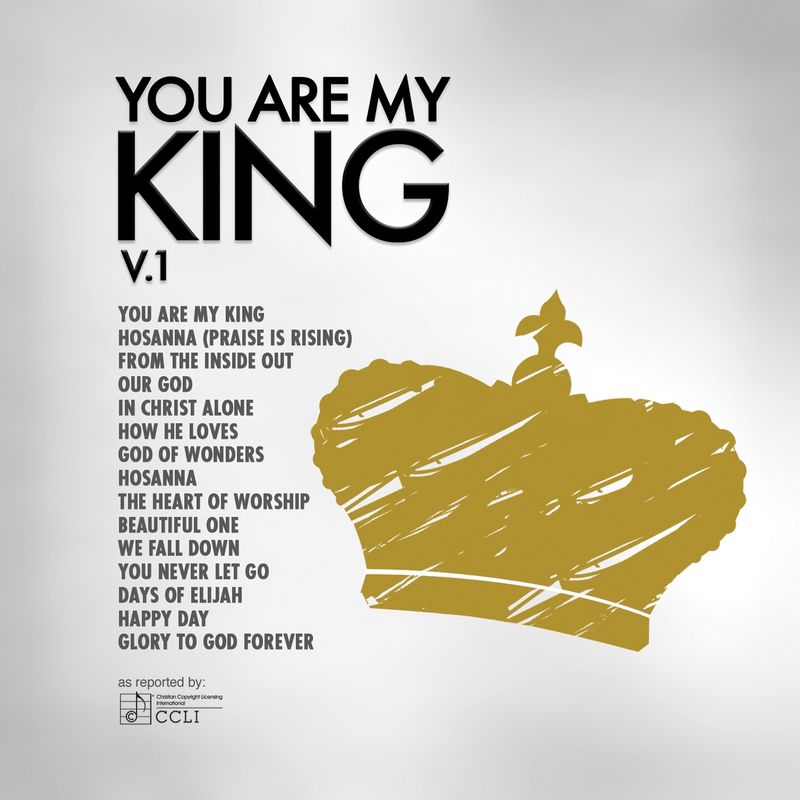 YOU ARE MY
KING
V.1
YOU ARE MY KING
HOSANNA (PRAISE IS RISING)
FROM THE INSIDE OUT
OUR GOD
IN CHRIST ALONE
HOW HE LOVES
GOD OF WONDERS
HOSANNA
THE HEART OF WORSHIP
BEAUTIFUL ONE
WE FALL DOWN
YOU NEVER LET GO
DAYS OF ELIJAH
HAPPY DAY
GLORY TO GOD FOREVER
as reported by:
Christian Copyright Licensing
International
© CCLI